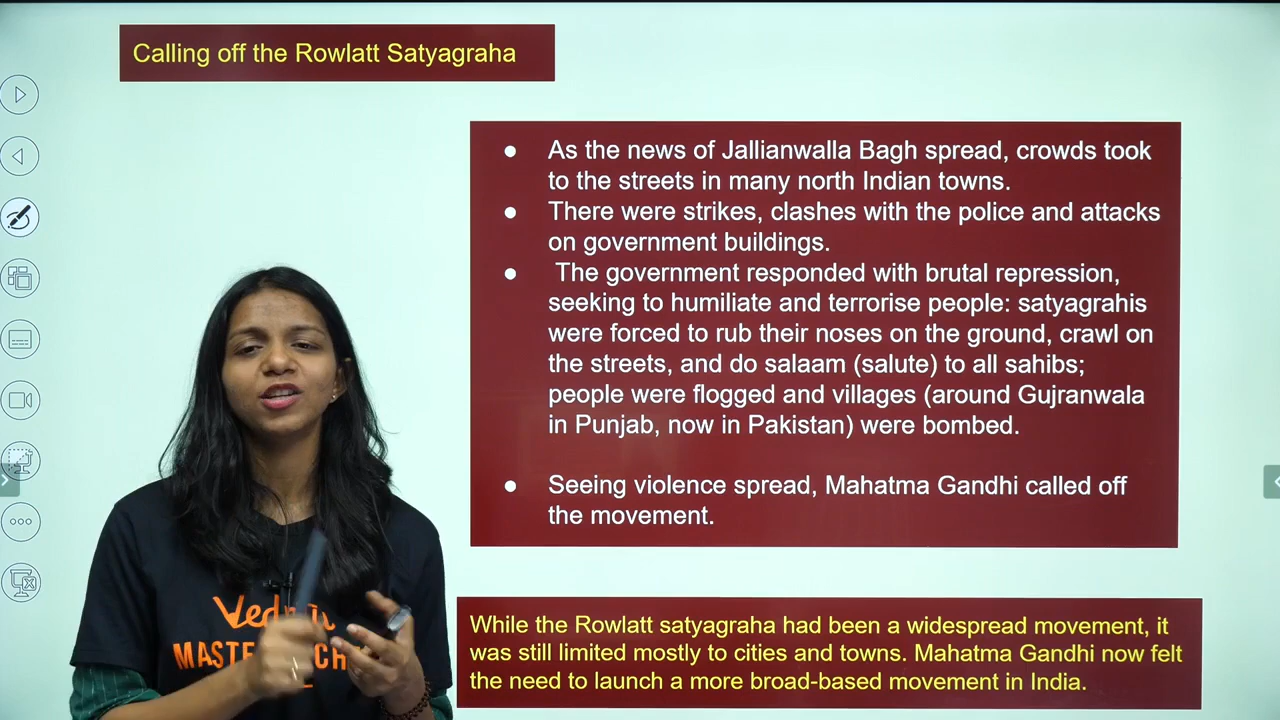 Calling off the Rowlatt Satyagraha
● As the news of Jallianwalla Bagh spread, crowds took
to the streets in many north Indian towns.
● There were strikes, clashes with the police and attacks
on government buildings.
● The government responded with brutal repression,
seeking to humiliate and terrorise people: satyagrahis
were forced to rub their noses on the ground, crawl on
the streets, and do salaam (salute) to all sahibs;
people were flogged and villages (around Gujranwala
in Punjab, now in Pakistan) were bombed.
● Seeing violence spread, Mahatma Gandhi called off
the movement.
While the Rowlatt satyagraha had been a widespread movement, it
was still limited mostly to cities and towns. Mahatma Gandhi now felt
the need to launch a more broad-based movement in India.